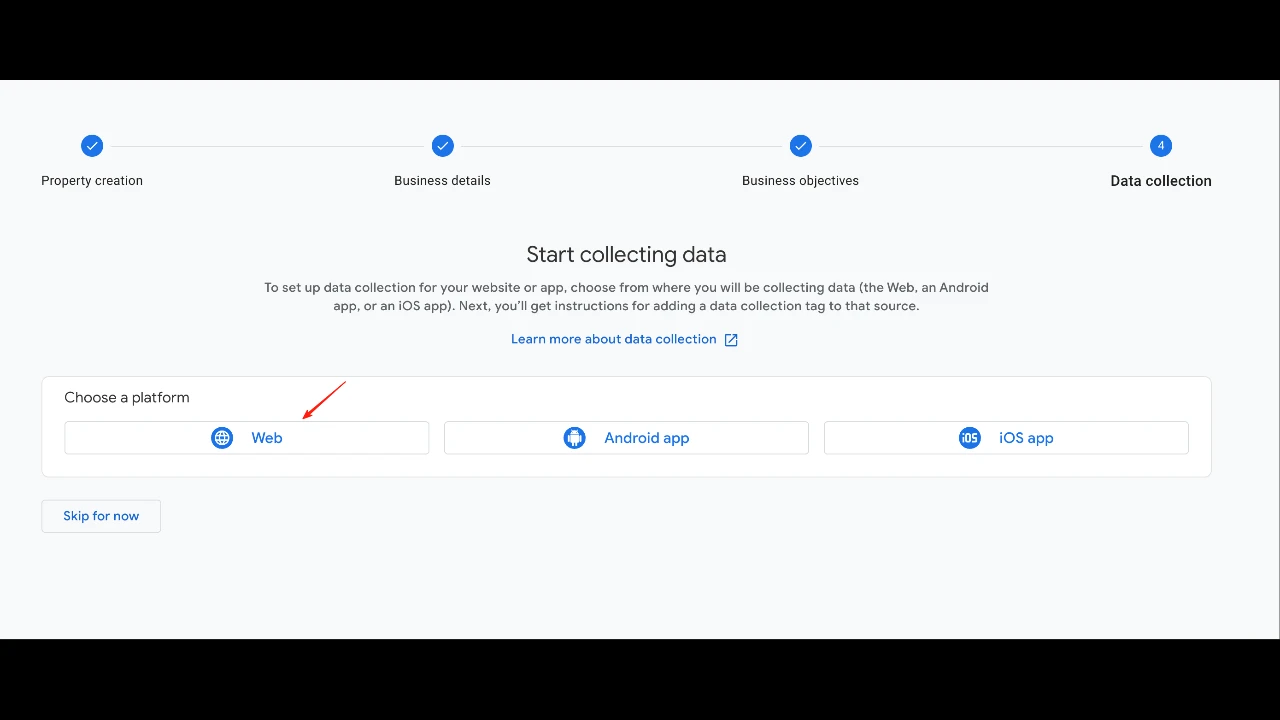 4
Property creation
Business details
Business objectives
Data collection
Start collecting data
To set up data collection for your website or app, choose from where you will be collecting data (the Web, an Android
app, or an iOS app). Next, you'll get instructions for adding a data collection tag to that source.
Learn more about data collection
Choose a platform
Web
Android app
iOS iOS app
Skip for now